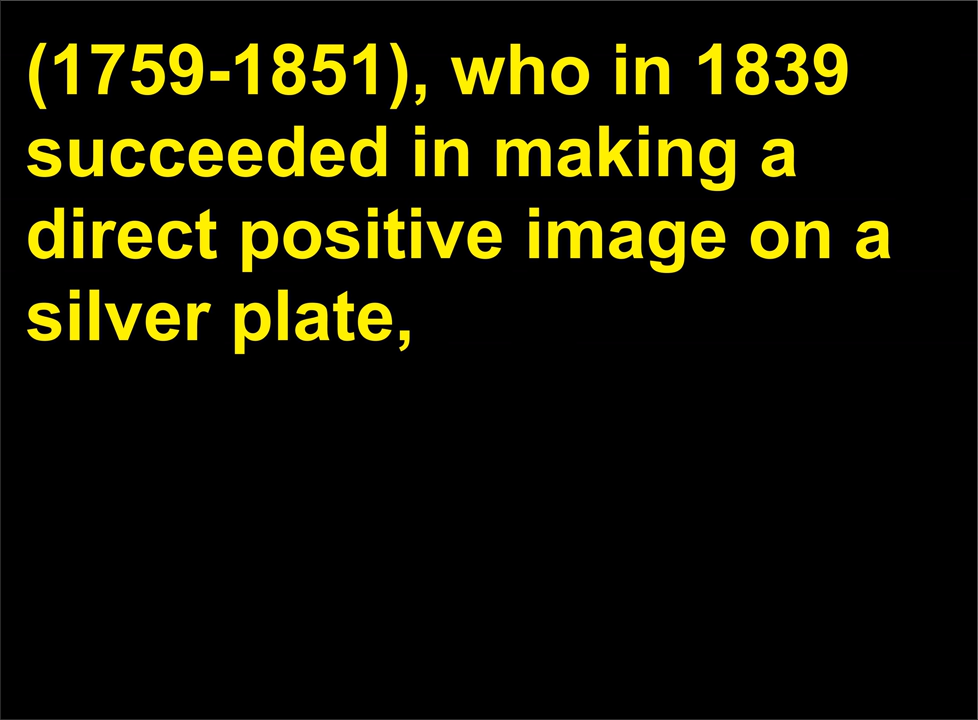 (1759-1851), who in 1839
succeeded in making a
direct positive image on a
silver plate,